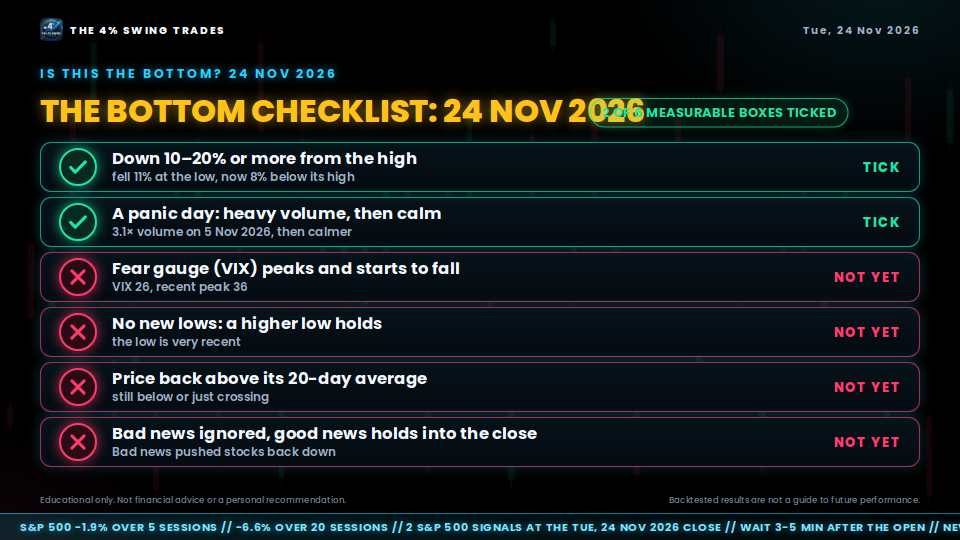 THE 4% SWING TRADES
Tue, 24 Nov 2026
IS THIS THE BOTTOM? 24 NOV 2026
THE BOTTOM CHECKLIST: 24 NOV 2026
MEASURABLE BOXES TICKED
Down 10–20% or more from the high
fell 11% at the low, now 8% below its high
TICK
A panic day: heavy volume, then calm
3.1× volume on 5 Nov 2026, then calmer
TICK
Fear gauge (VIX) peaks and starts to fall
VIX 26, recent peak 36
NOT YET
No new lows: a higher low holds
the low is very recent
NOT YET
Price back above its 20-day average
still below or just crossing
NOT YET
Bad news ignored, good news holds into the close
Bad news pushed stocks back down
NOT YET
Educational only. Not financial advice or a personal recommendation.
Backtested results are not a guide to future performance.
S&P 500 -1.9% OVER 5 SESSIONS // -6.6% OVER 20 SESSIONS // 2 S&P 500 SIGNALS AT THE TUE, 24 NOV 2026 CLOSE // WAIT 3-5 MIN AFTER THE OPEN //